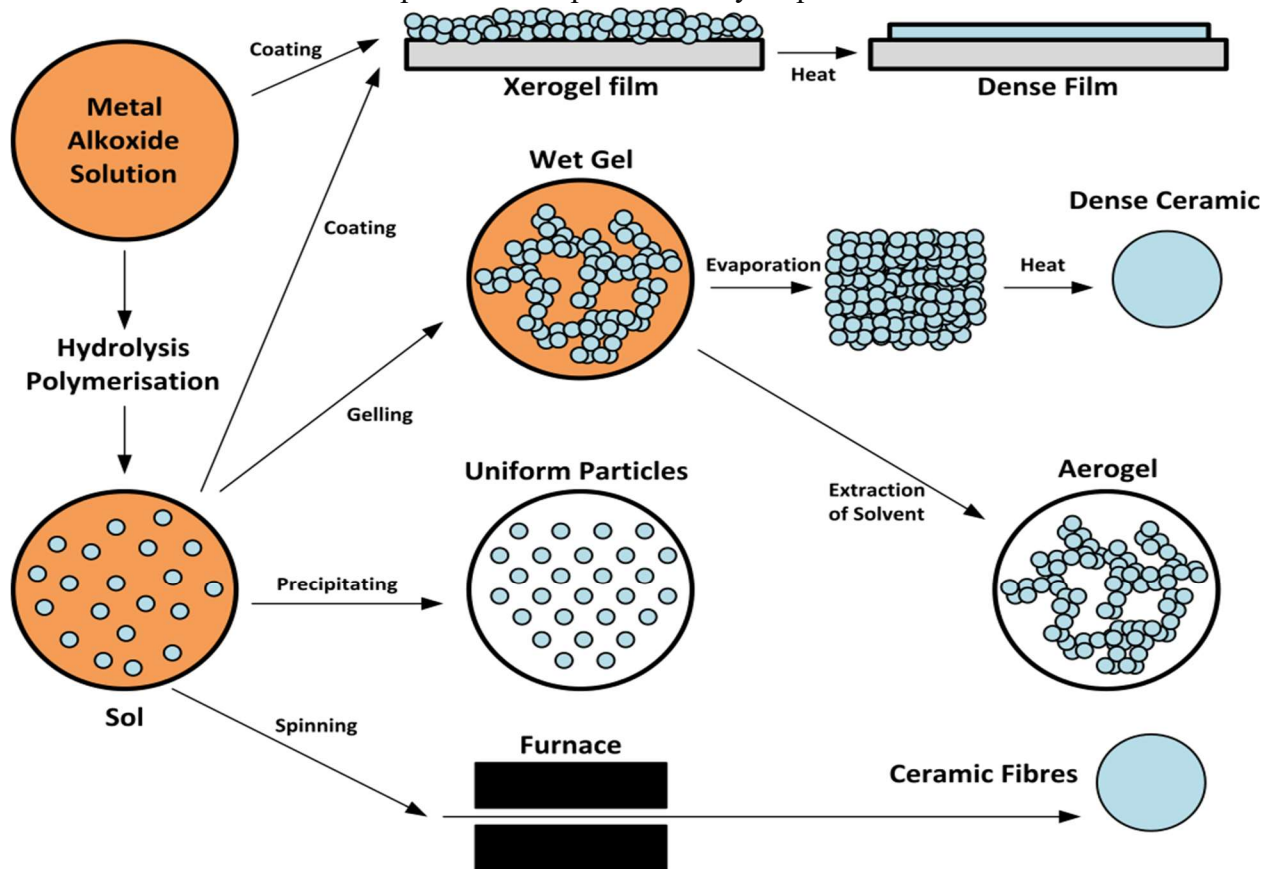 Coating
Xerogel film
Heat
Dense Film
Metal
Alkoxide
Solution
Wet Gel
Dense Ceramic
Coating
Evaporation
Heat
Hydrolysis
Polymerisation
Gelling
Uniform Particles
Aerogel
Extraction
of Solvent
Precipitating
Sol
Spinning
Furnace
Ceramic Fibres